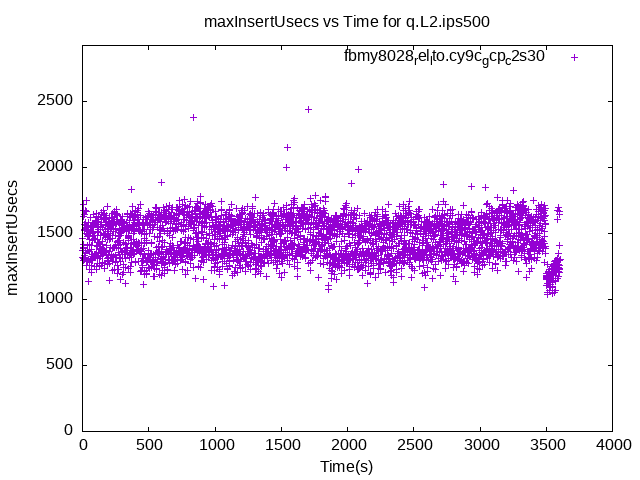 maxInsertUsecs vs Time for q.L2.ips500
fbmy8028relito.cy9cgcpc2s30
maxInsertUsecs
2500
2000
1500
1000
500
0
0 500 1000 1500 2000 2500 3000 3500 4000
Time(s)